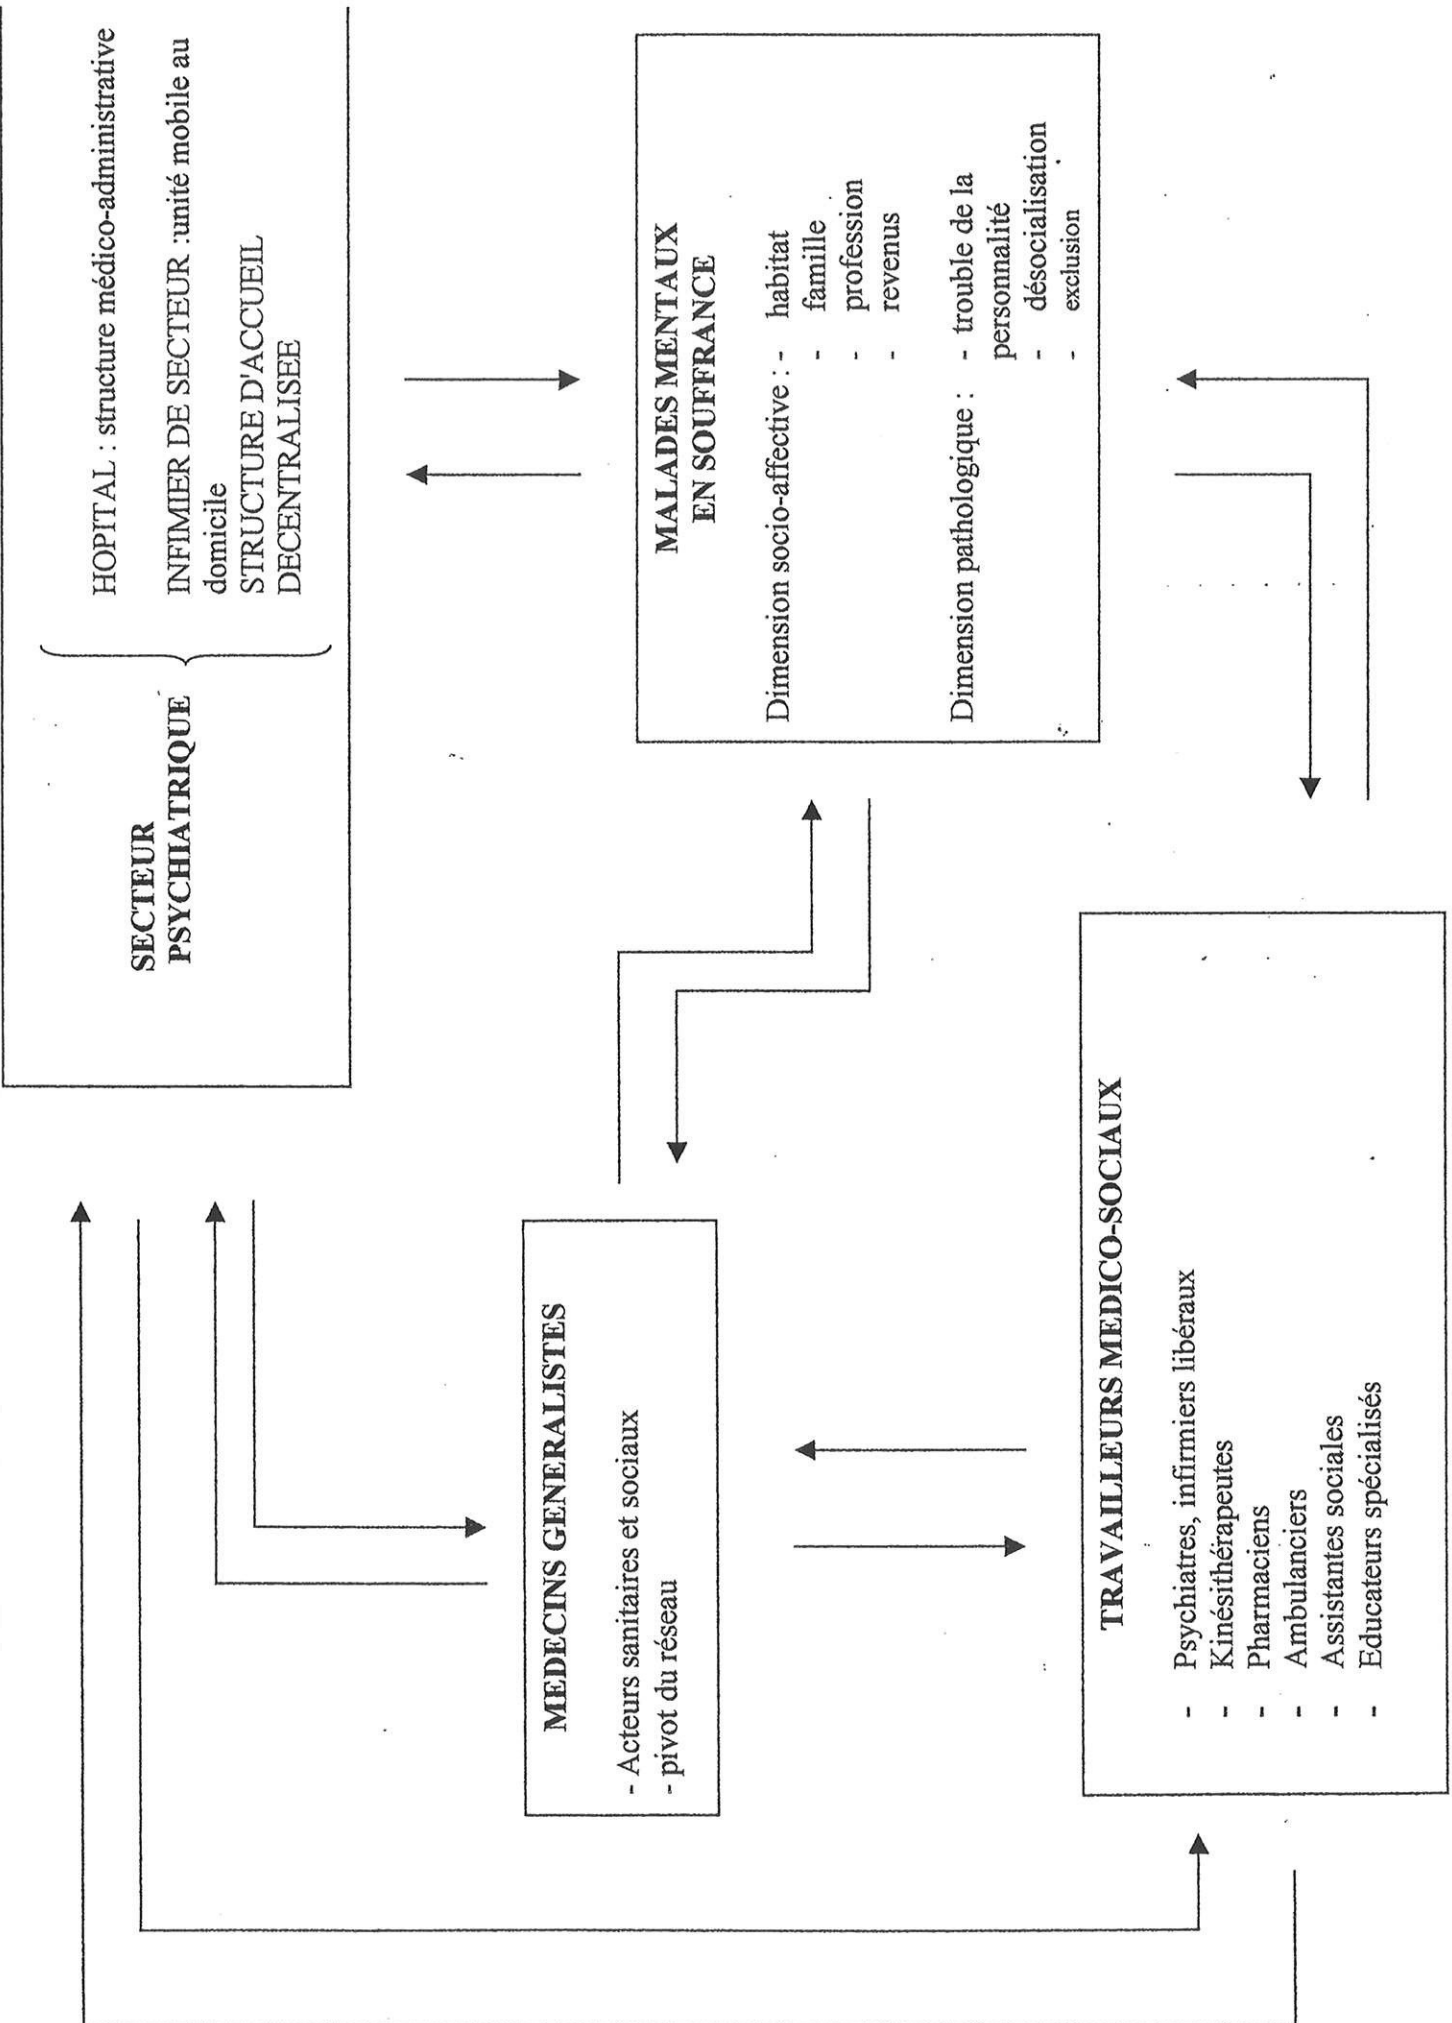 SECTEUR
PSYCHIATRIQUE
HOPITAL : structure médico-administrative
INFIMIER DE SECTEUR :unité mobile au
domicile
STRUCTURE D'ACCUEIL
DECENTRALISEE
MEDECINS GENERALISTES
- Acteurs sanitaires et sociaux
- pivot du réseau
MALADES MENTAUX
EN SOUFFRANCE
Dimension socio-affective : - habitat
- famille
- profession
- revenus
Dimension pathologique : - trouble de la
personnalité
- désocialisation
- exclusion
TRAVAILLEURS MEDICO-SOCIAUX
- Psychiatres, infirmiers libéraux
- Kinésithérapeutes
- Pharmaciens
- Ambulanciers
- Assistantes sociales
- Educateurs spécialisés